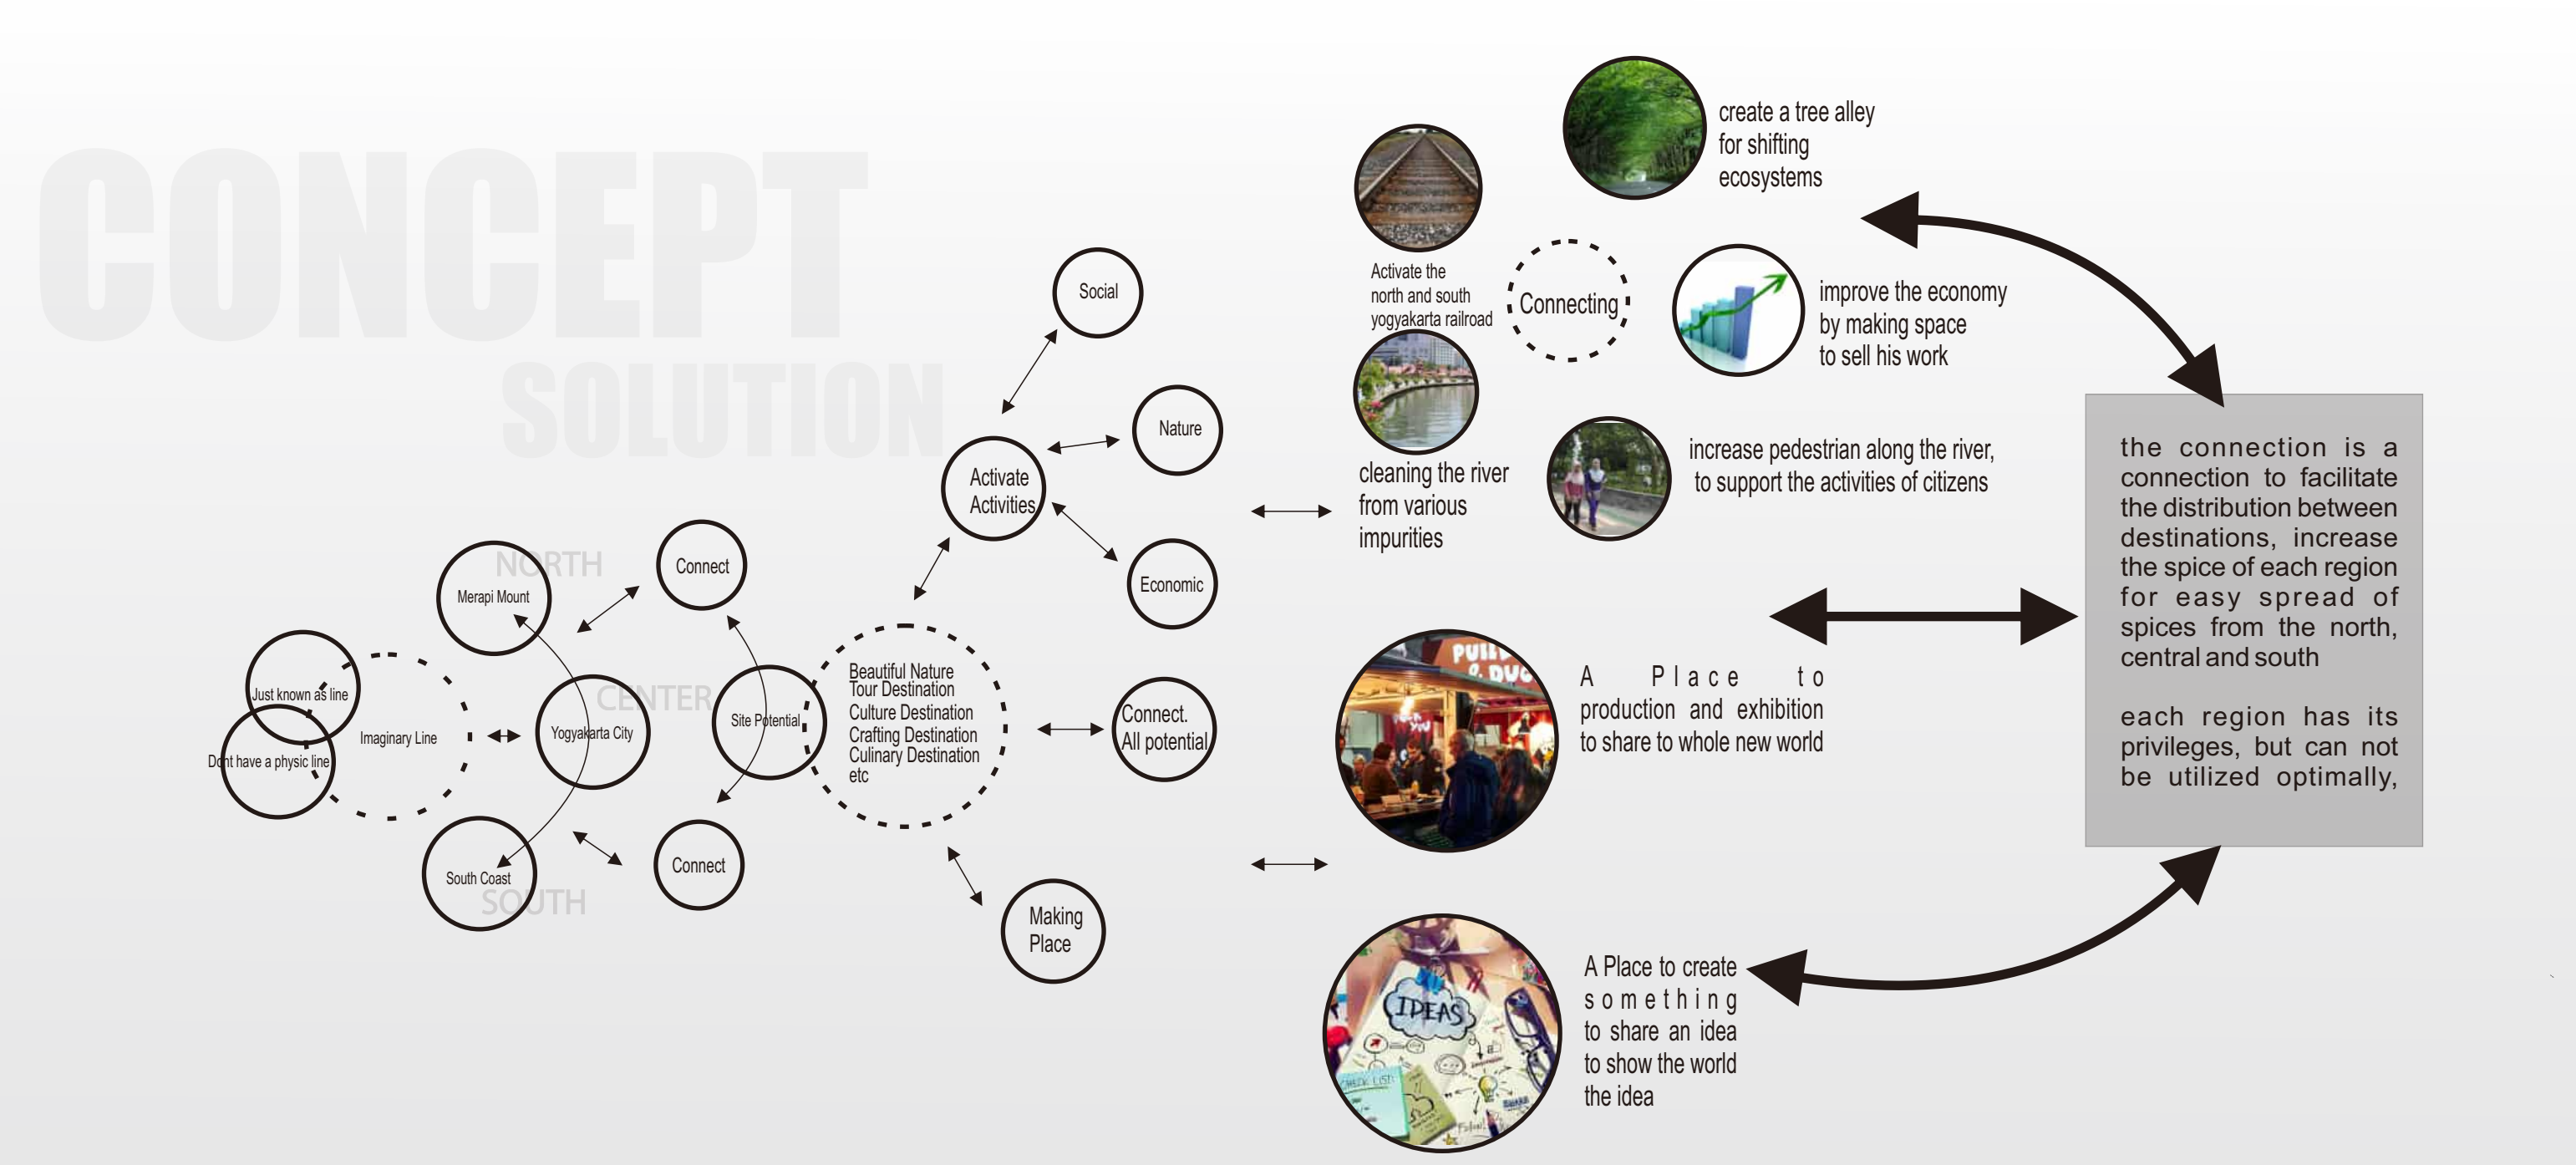 CONCEPT
SOLUTION
Just known as line
Dont have a physic line
Imaginary Line
NORTH
Merapi Mount
CENTER
Yogyakarta City
SOUTH
South Coast
Connect
Site Potential
Connect
Beautiful Nature
Tour Destination
Culture Destination
Crafting Destination
Culinary Destination
etc
Activate
Activities
Social
Nature
Economic
Connect.
All potential
Making
Place
Activate the
north and south
yogyakarta railroad
Connecting
create a tree alley
for shifting
ecosystems
improve the economy
by making space
to sell his work
cleaning the river
from various
impurities
increase pedestrian along the river,
to support the activities of citizens
A Place to
production and exhibition
to share to whole new world
IDEAS
CHECK LIST:
A Place to create
something
to share an idea
to show the world
the idea
the connection is a
connection to facilitate
the distribution between
destinations, increase
the spice of each region
for easy spread of
spices from the north,
central and south
each region has its
privileges, but can not
be utilized optimally,